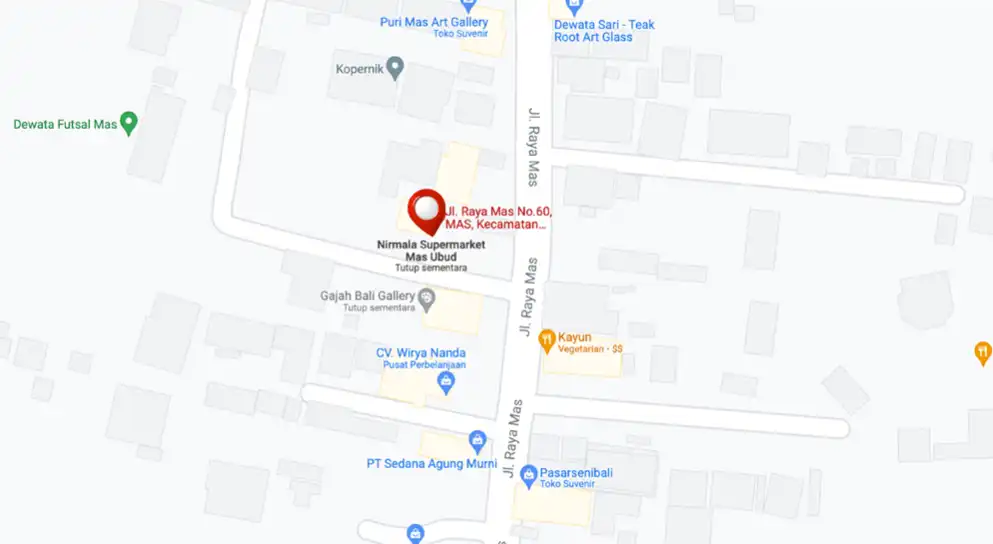 Puri Mas Art Gallery
Toko Suvenir
Dewata Sari - Teak
Root Art Glass
Kopernik
Dewata Futsal Mas
Jl. Raya Mas
Jl. Raya Mas No.60,
MAS, Kecamatan...
Nirmala Supermarket
Mas Ubud
Tutup sementara
Jl. Raya Mas
Gajah Bali Gallery
Tutup sementara
Kayun
Vegetarian · $$
CV. Wirya Nanda
Pusat Perbelanjaan
Jl. Raya Mas
PT Sedana Agung Murni
Pasarsenibali
Toko Suvenir